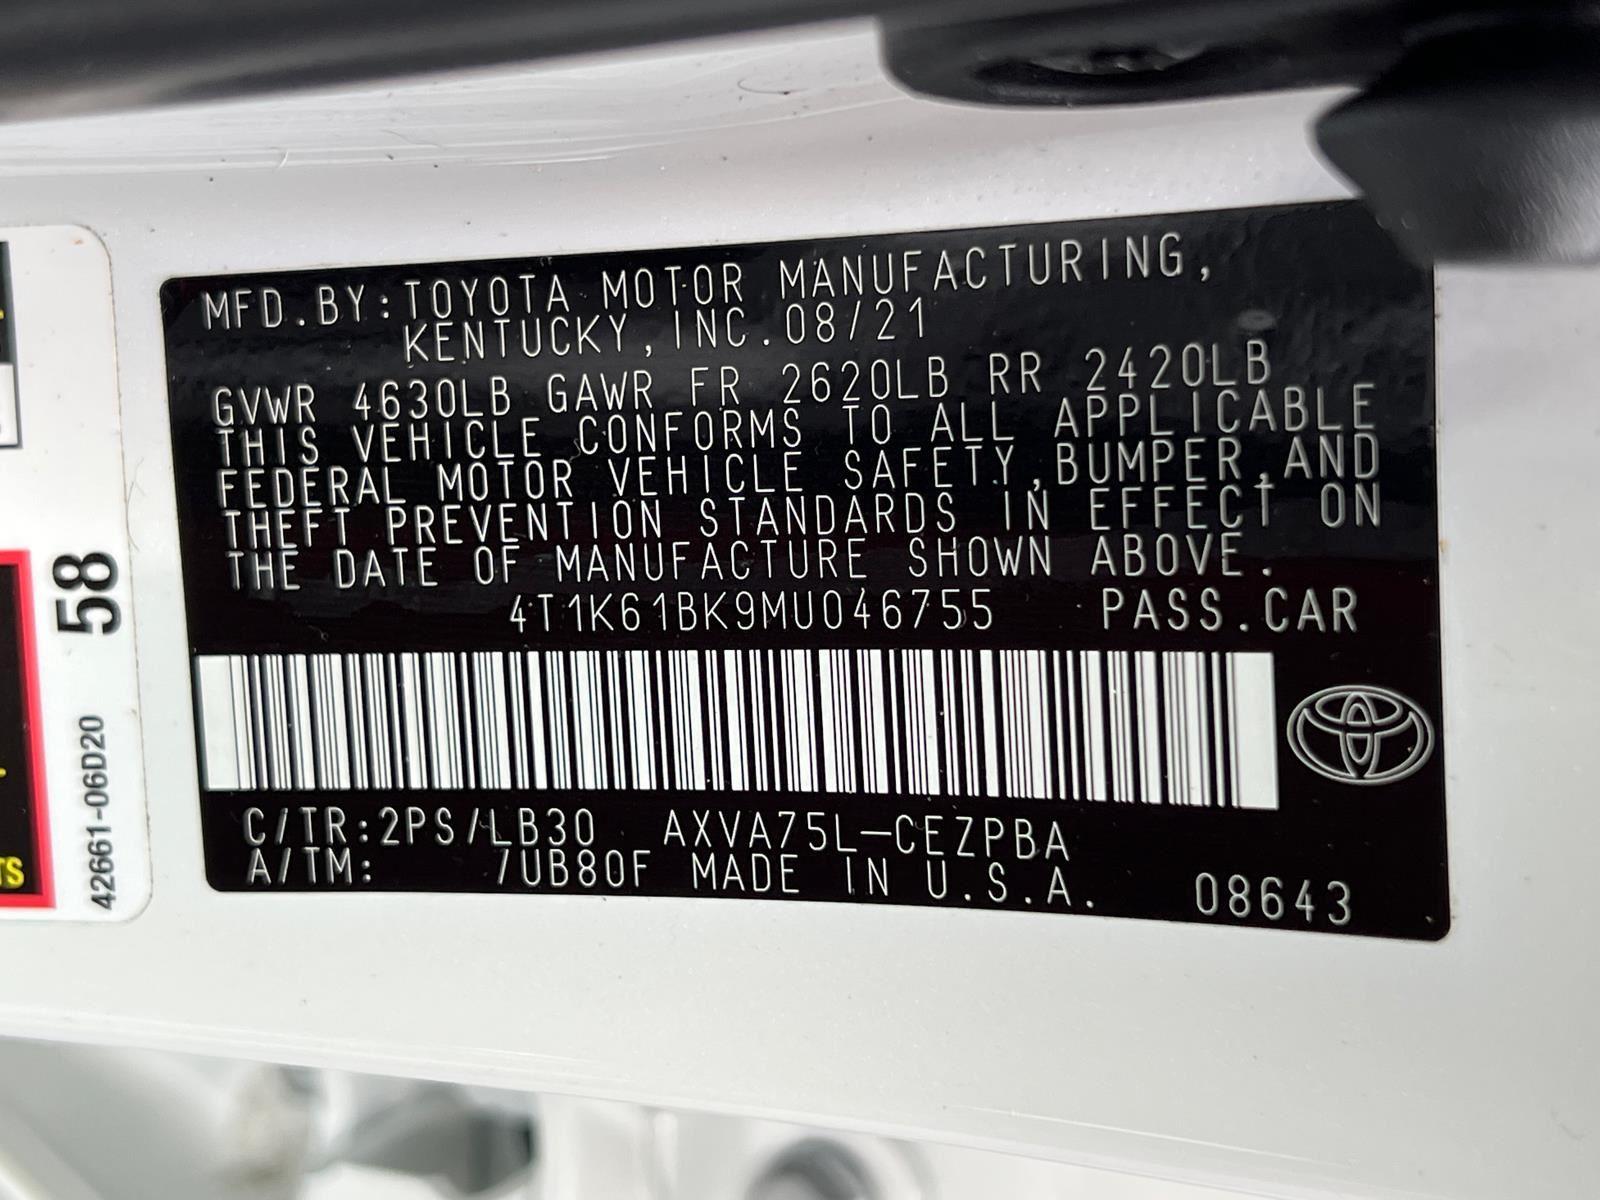 MFD.BY:TOYOTA MOTOR MANUFACTURING,
KENTUCKY,INC.08/21
GVWR 4630LB GAWR FR 2620LB RR 2420LB
THIS VEHICLE CONFORMS TO ALL APPLICABLE
FEDERAL MOTOR VEHICLE SAFETY,BUMPER,AND
THEFT PREVENTION STANDARDS IN EFFECT ON
THE DATE OF MANUFACTURE SHOWN ABOVE.
4T1K61BK9MU046755 PASS.CAR
C/TR:2PS/LB30 AXVA75L-CEZPBA
A/TM: 7UB80F MADE IN U.S.A. 08643
58
42661-06D20
TS